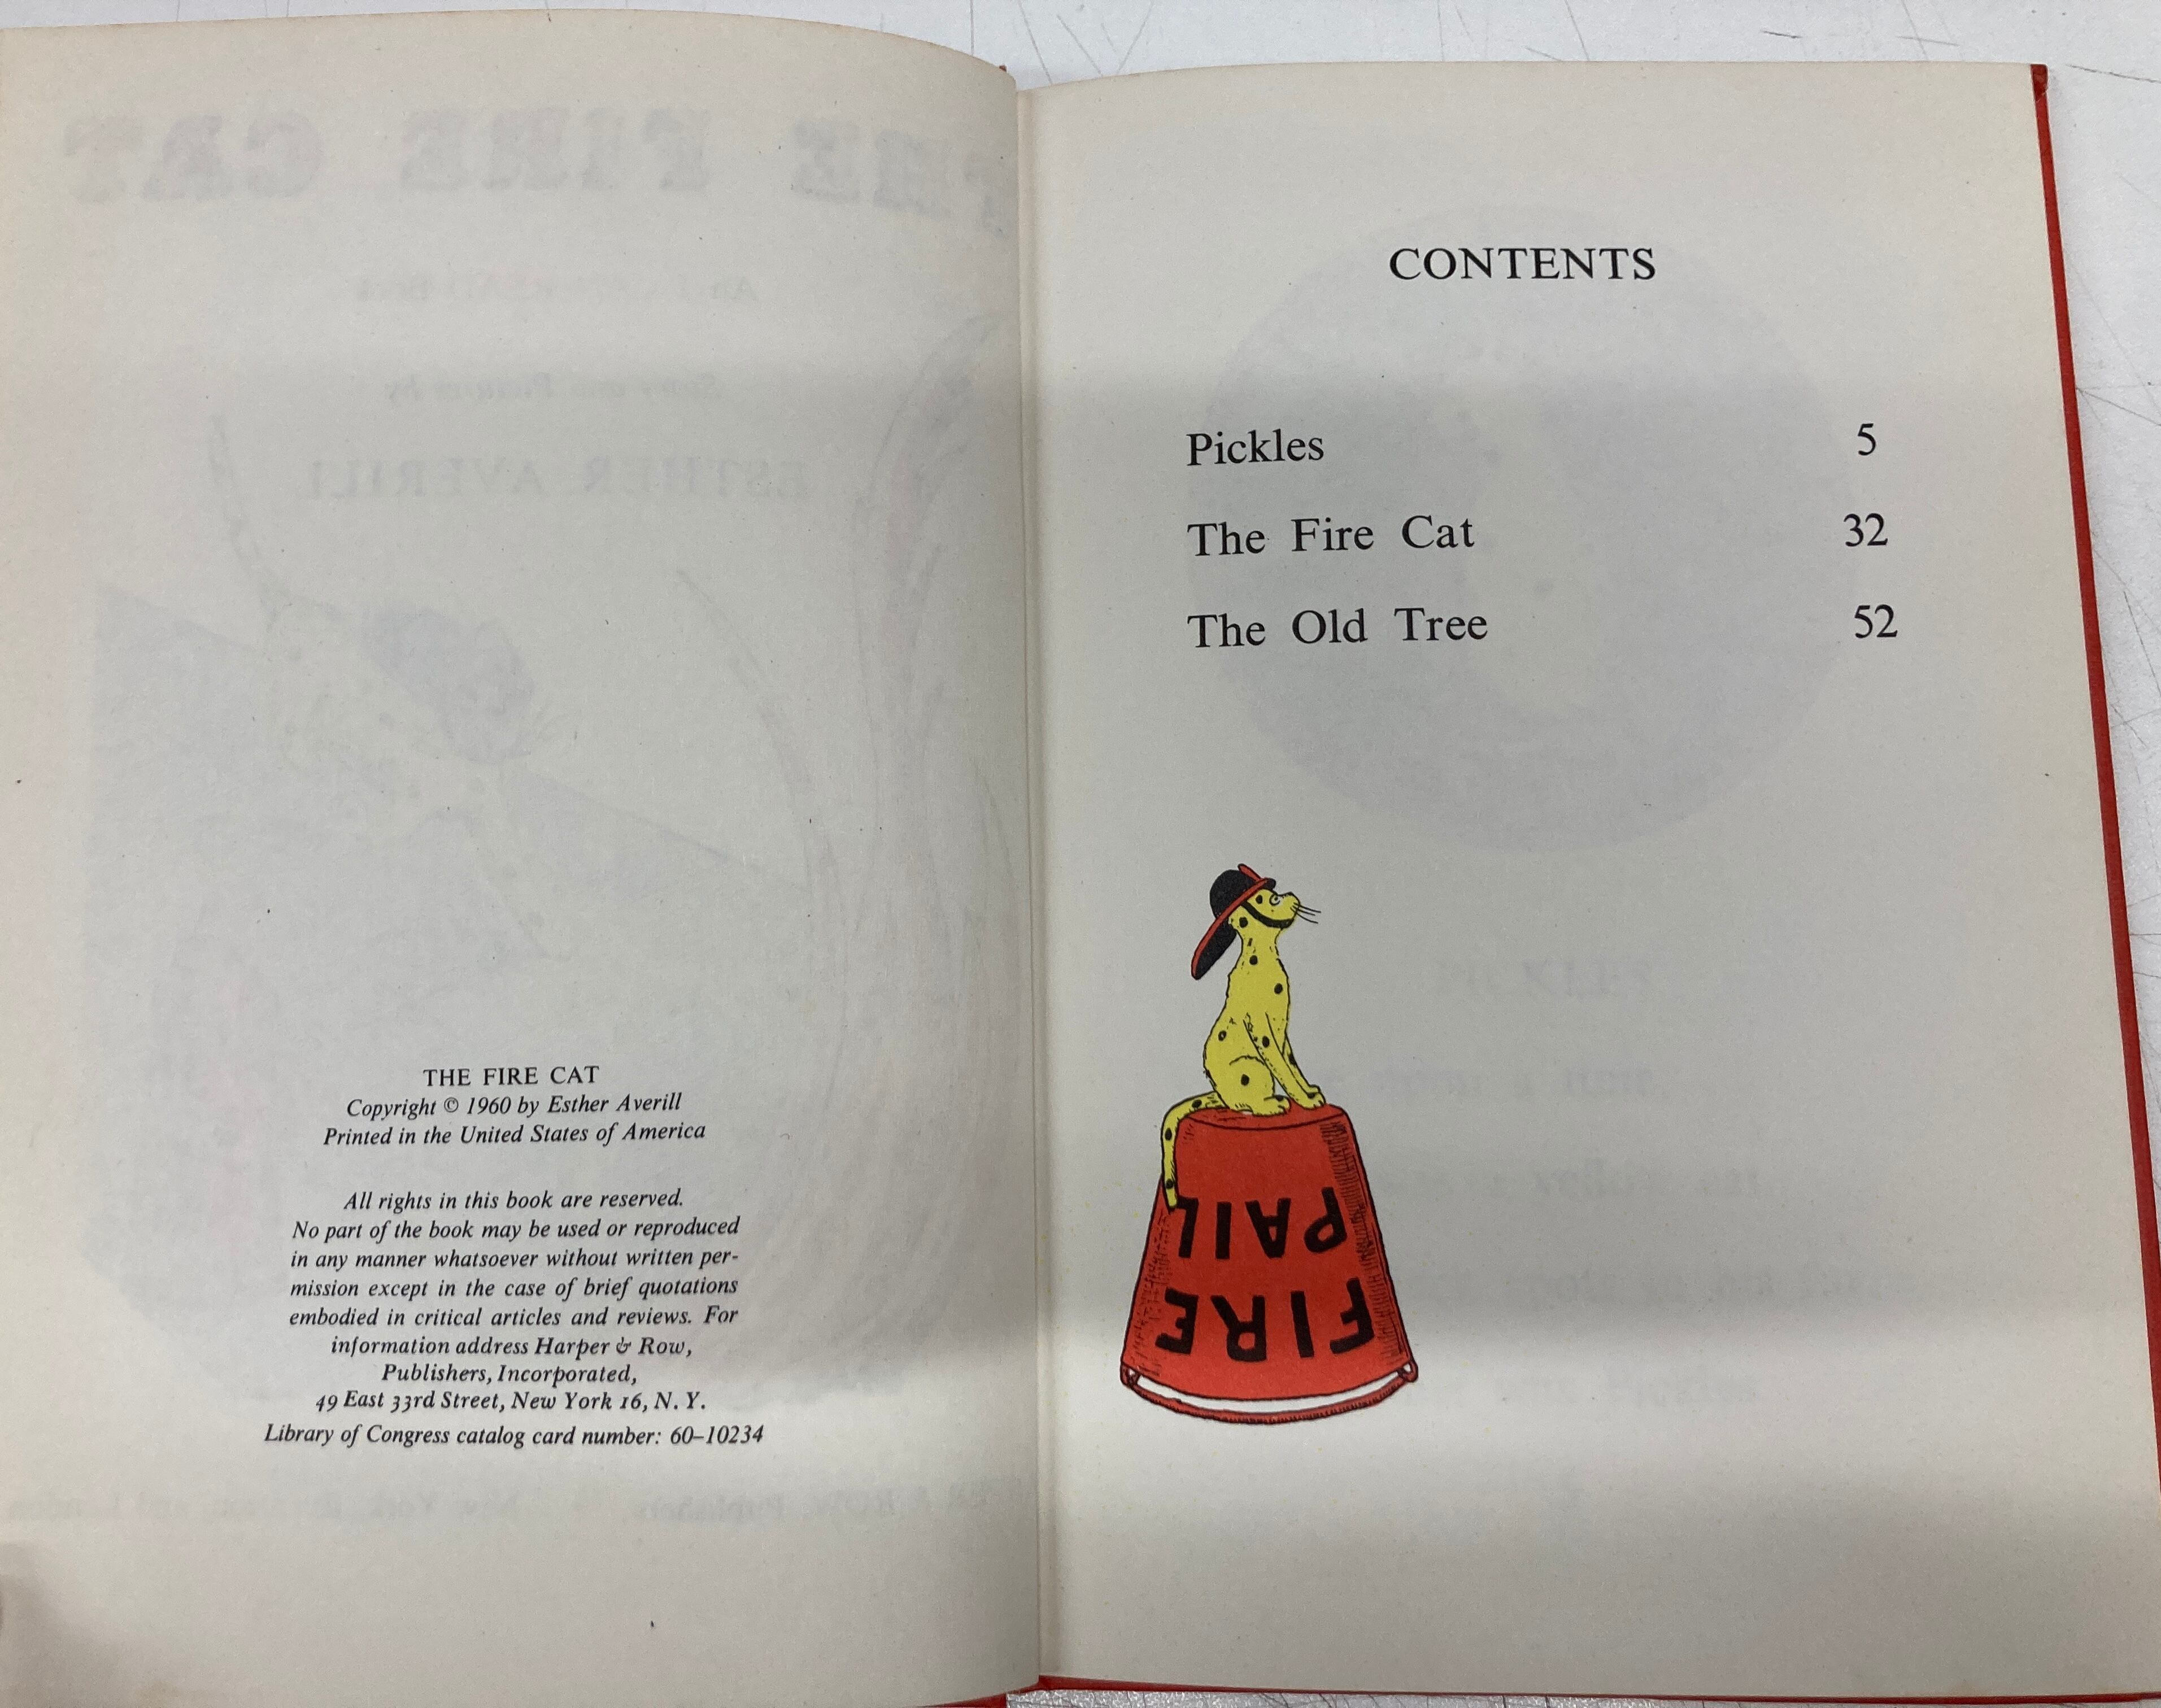 THE FIRE CAT
Copyright © 1960 by Esther Averill
Printed in the United States of America
All rights in this book are reserved.
No part of the book may be used or reproduced
in any manner whatsoever without written per-
mission except in the case of brief quotations
embodied in critical articles and reviews. For
information address Harper & Row,
Publishers, Incorporated,
49 East 33rd Street, New York 16, N. Y.
Library of Congress catalog card number: 60–10234
CONTENTS
Pickles 5
The Fire Cat 32
The Old Tree 52
FIRE
PAIL